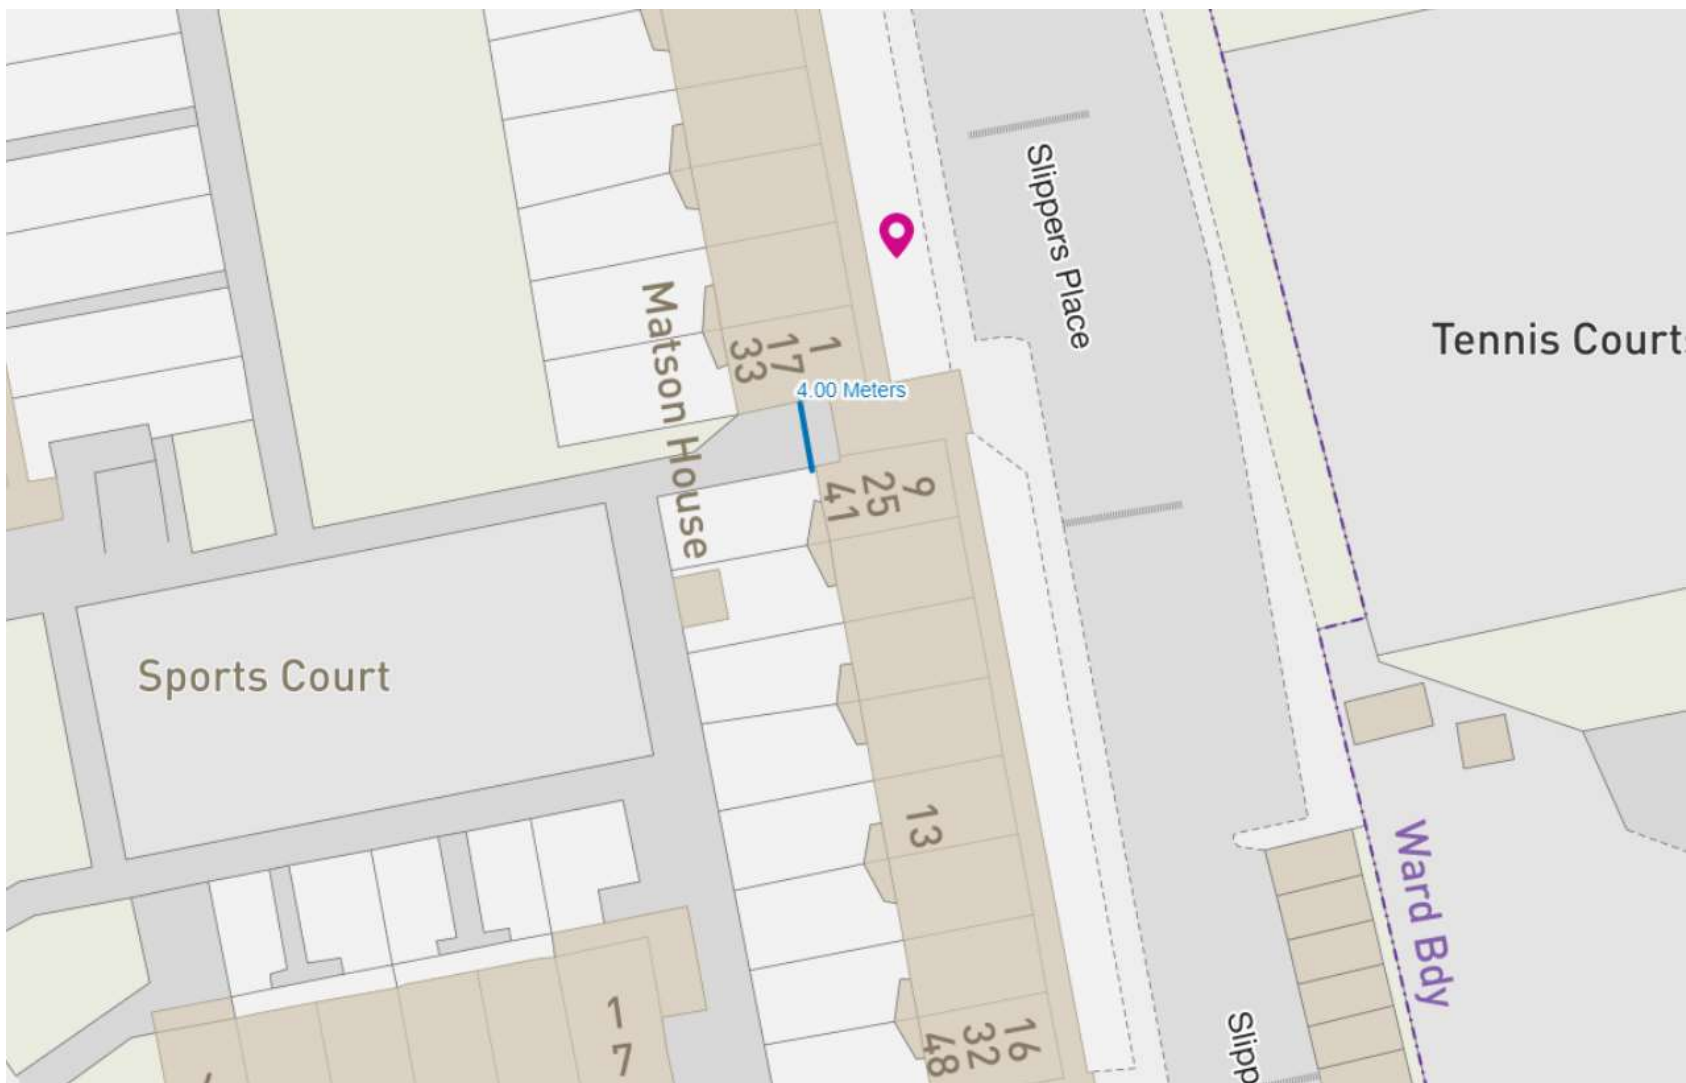 Slippers Place
Tennis Courts
Matson House
1
17
33
4.00 Meters
9
25
41
Sports Court
13
Ward Bdy
16
32
48
1
7
Slipp